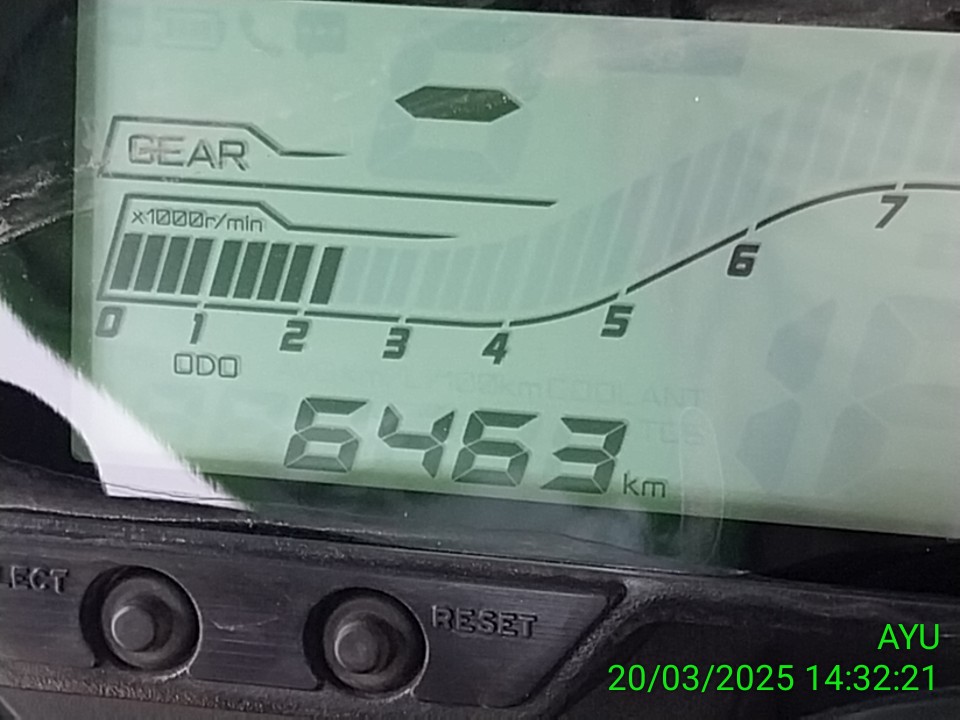 GEAR
x1000r/min
0 1 2 3 4 5 6 7
ODO
6463 km
LECT
RESET
AYU
20/03/2025 14:32:21